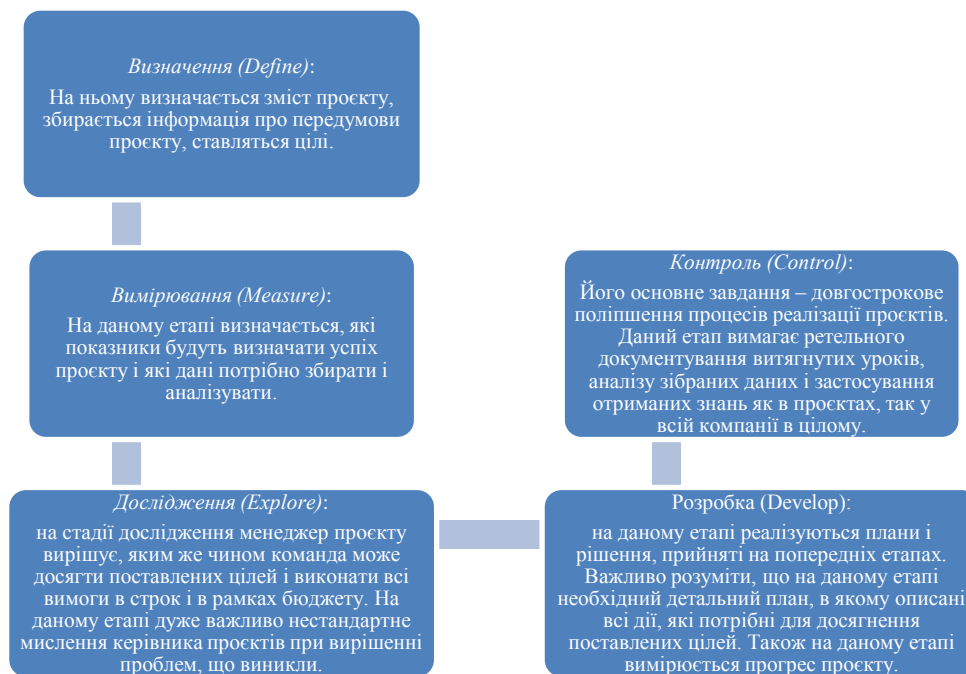 Визначення (Define):
На ньому визначається зміст проєкту,
збирається інформація про передумови
проєкту, ставляться цілі.
Вимірювання (Measure):
На даному етапі визначається, які
показники будуть визначати успіх
проєкту і які дані потрібно збирати і
аналізувати.
Дослідження (Explore):
на стадії дослідження менеджер проєкту
вирішує, яким же чином команда може
досягти поставлених цілей і виконати всі
вимоги в строк і в рамках бюджету. На
даному етапі дуже важливо нестандартне
мислення керівника проєктів при вирішенні
проблем, що виникли.
Розробка (Develop):
на даному етапі реалізуються плани і
рішення, прийняті на попередніх етапах.
Важливо розуміти, що на даному етапі
необхідний детальний план, в якому описані
всі дії, які потрібні для досягнення
поставлених цілей. Також на даному етапі
вимірюється прогрес проєкту.
Контроль (Control):
Його основне завдання – довгострокове
поліпшення процесів реалізації проєктів.
Даний етап вимагає ретельного
документування витягнутих уроків,
аналізу зібраних даних і застосування
отриманих знань як в проєктах, так у
всій компанії в цілому.